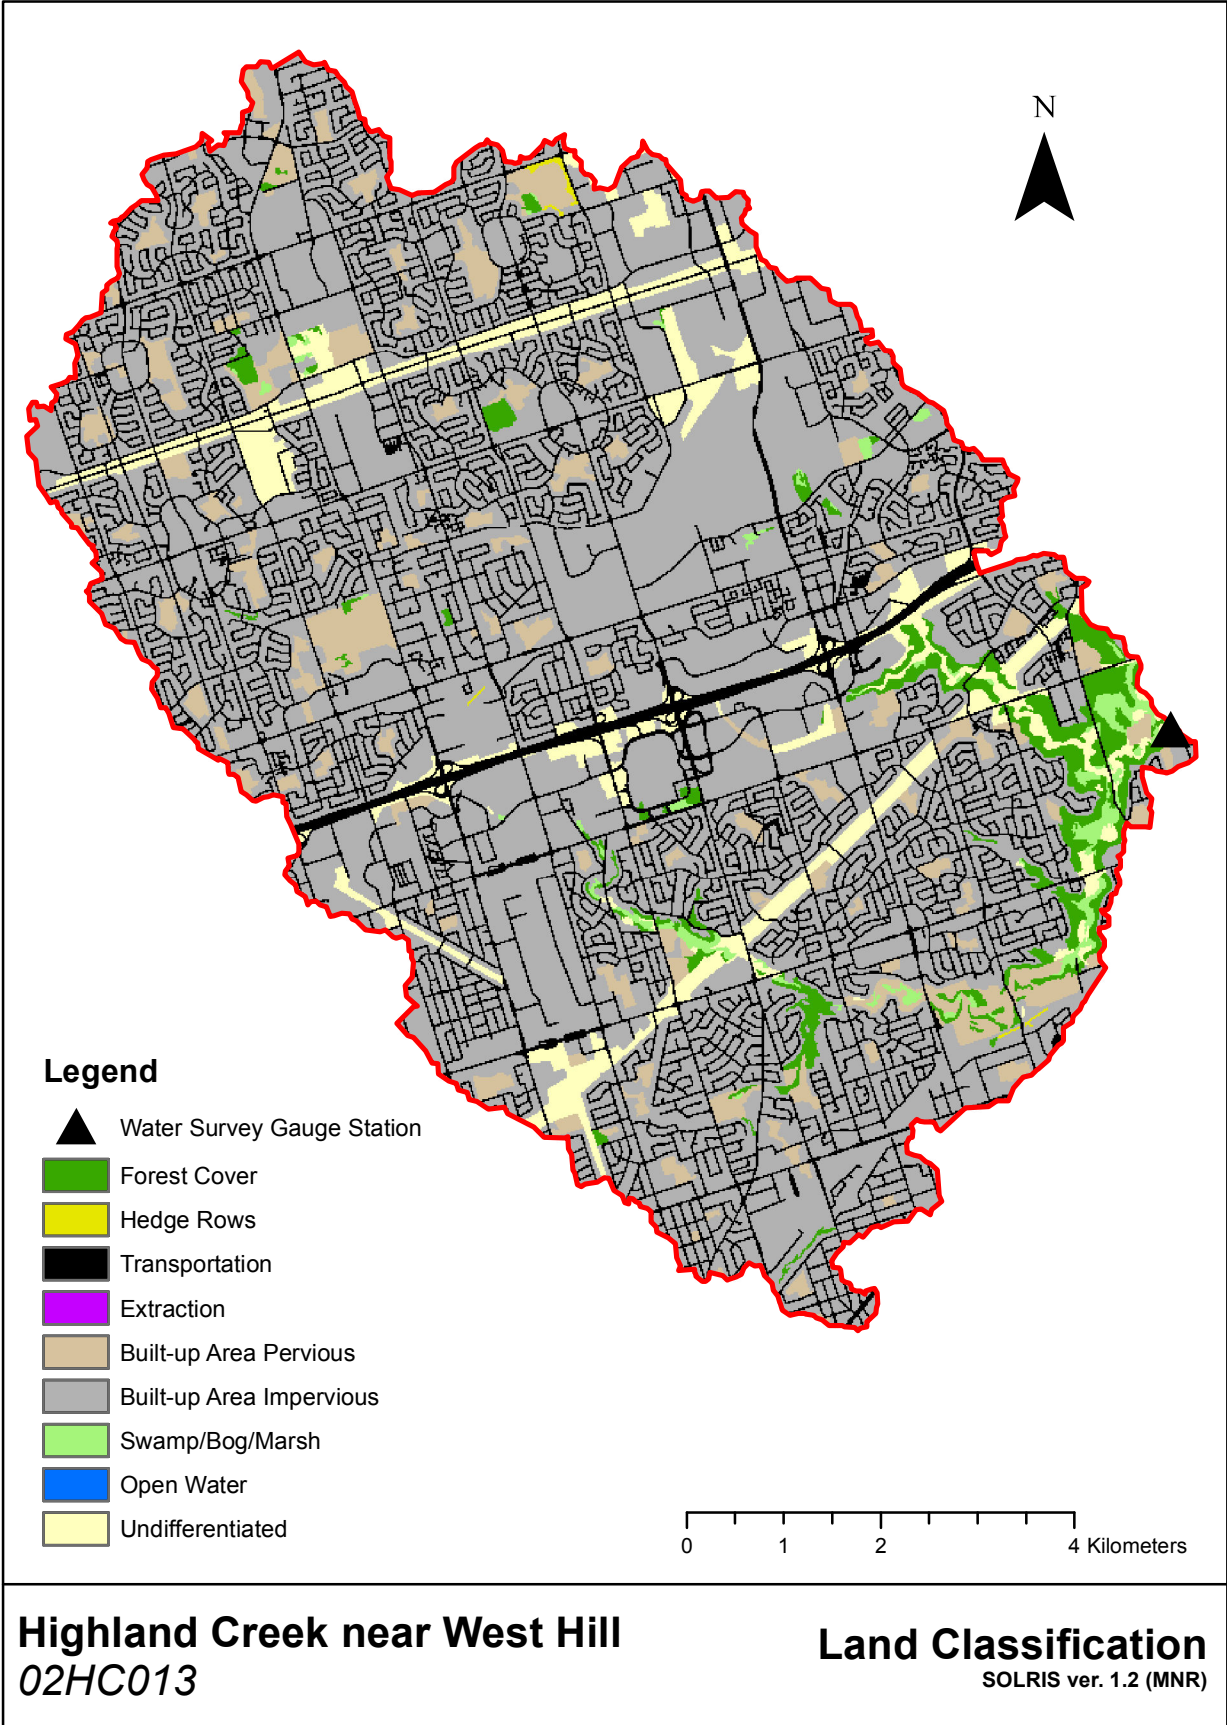 N
Legend
Water Survey Gauge Station
Forest Cover
Hedge Rows
Transportation
Extraction
Built-up Area Pervious
Built-up Area Impervious
Swamp/Bog/Marsh
Open Water
Undifferentiated
0 1 2 4 Kilometers
Highland Creek near West Hill
02HC013
Land Classification
SOLRIS ver. 1.2 (MNR)